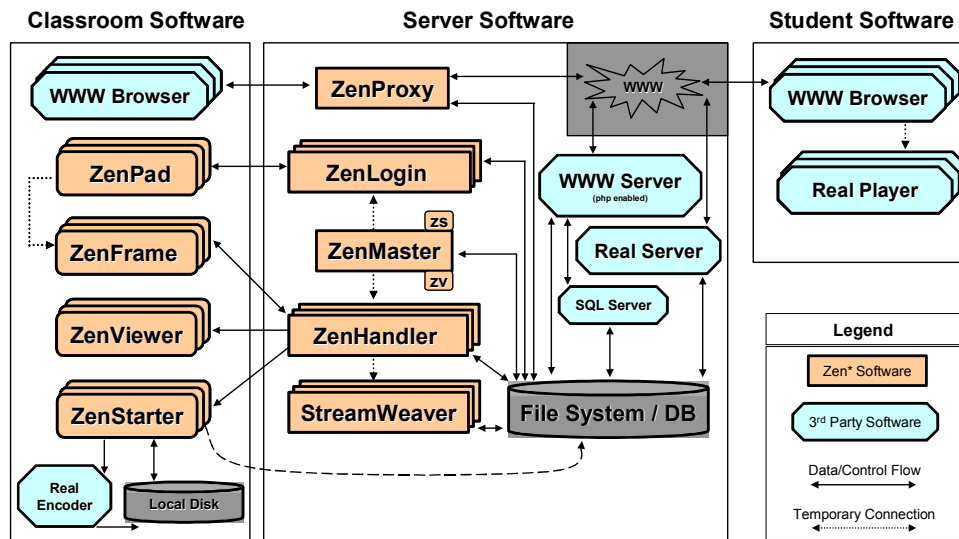 Classroom Software
Server Software
Student Software
WWW Browser
ZenPad
ZenFrame
ZenViewer
ZenStarter
Real
Encoder
Local Disk
ZenProxy
ZenLogin
zs
ZenMaster
zv
ZenHandler
StreamWeaver
WWW
WWW Server
(php enabled)
Real Server
SQL Server
File System / DB
WWW Browser
Real Player
Legend
Zen* Software
3rd Party Software
Data/Control Flow
Temporary Connection